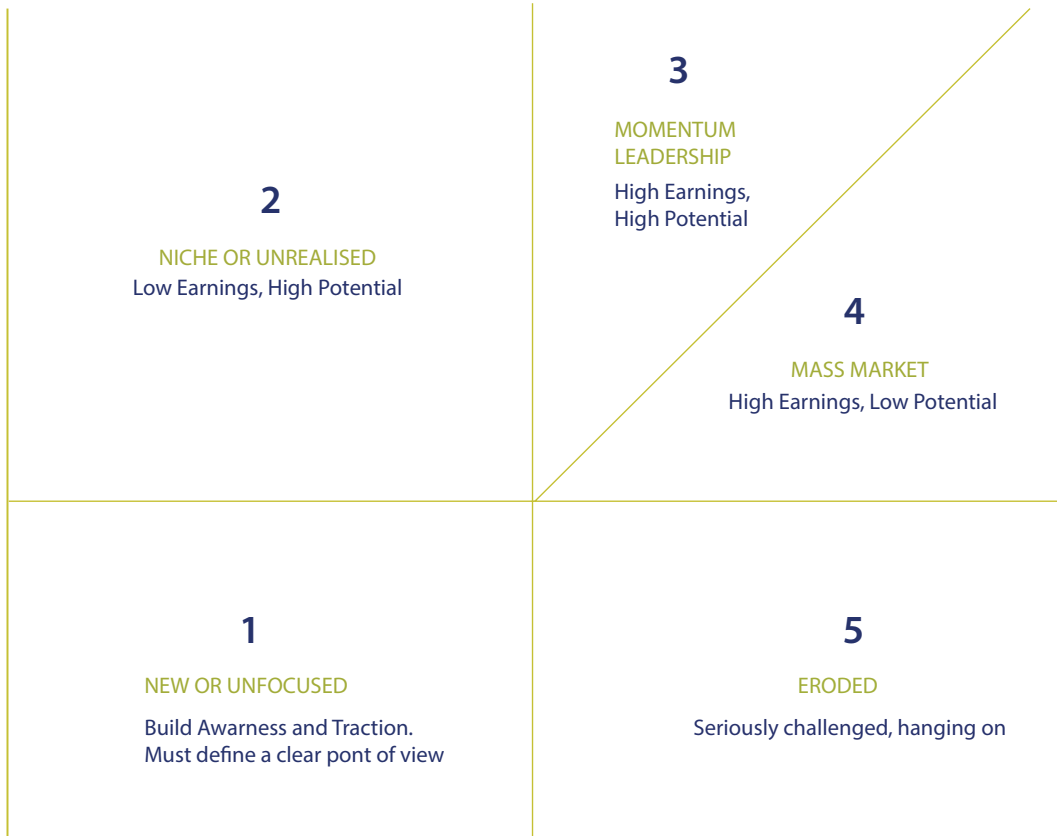 3
MOMENTUM
LEADERSHIP
High Earnings,
High Potential
2
NICHE OR UNREALISED
Low Earnings, High Potential
4
MASS MARKET
High Earnings, Low Potential
1
NEW OR UNFOCUSED
Build Awarness and Traction.
Must define a clear pont of view
5
ERODED
Seriously challenged, hanging on